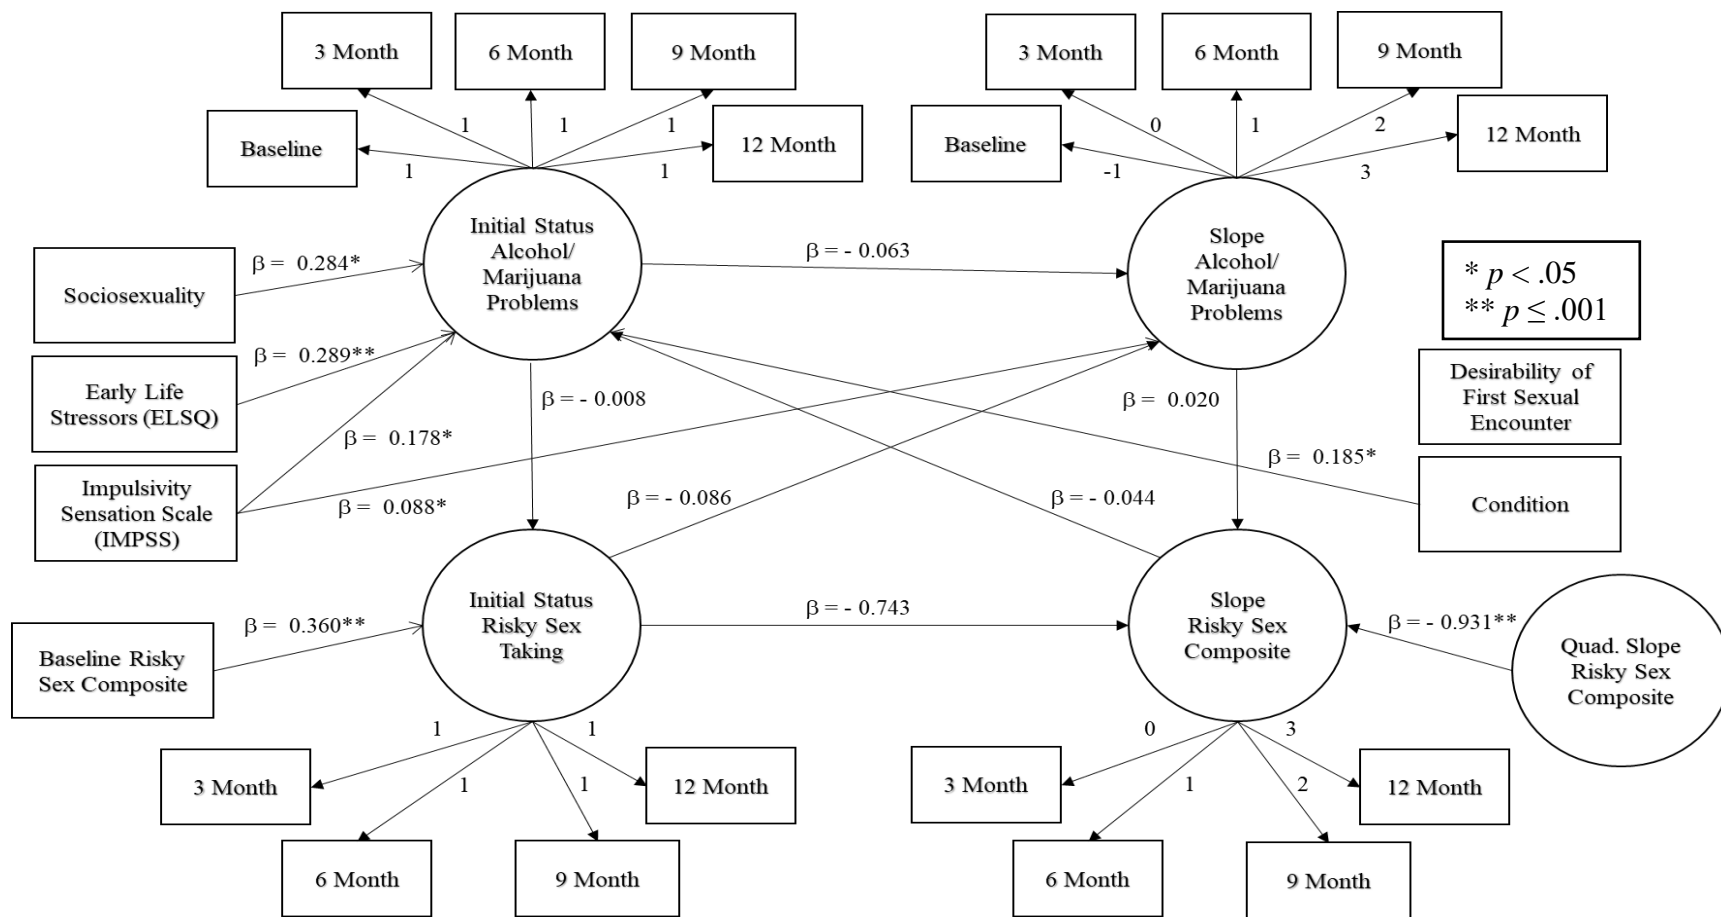 3 Month
6 Month
9 Month
3 Month
6 Month
9 Month
Baseline
12 Month
Baseline
12 Month
1
1
1
1
1
0
1
2
-1
3
Initial Status
Alcohol/
Marijuana
Problems
Slope
Alcohol/
Marijuana
Problems
β = - 0.063
Sociosexuality
β = 0.284*
* p < .05
** p ≤ .001
Early Life
Stressors (ELSQ)
β = 0.289**
β = - 0.008
β = 0.020
Desirability of
First Sexual
Encounter
Impulsivity
Sensation Scale
(IMPSS)
β = 0.178*
β = 0.088*
β = - 0.086
β = - 0.044
β = 0.185*
Condition
Baseline Risky
Sex Composite
β = 0.360**
Initial Status
Risky Sex
Taking
β = - 0.743
Slope
Risky Sex
Composite
β = - 0.931**
Quad. Slope
Risky Sex
Composite
1
1
1
1
0
1
2
3
3 Month
12 Month
3 Month
12 Month
6 Month
9 Month
6 Month
9 Month